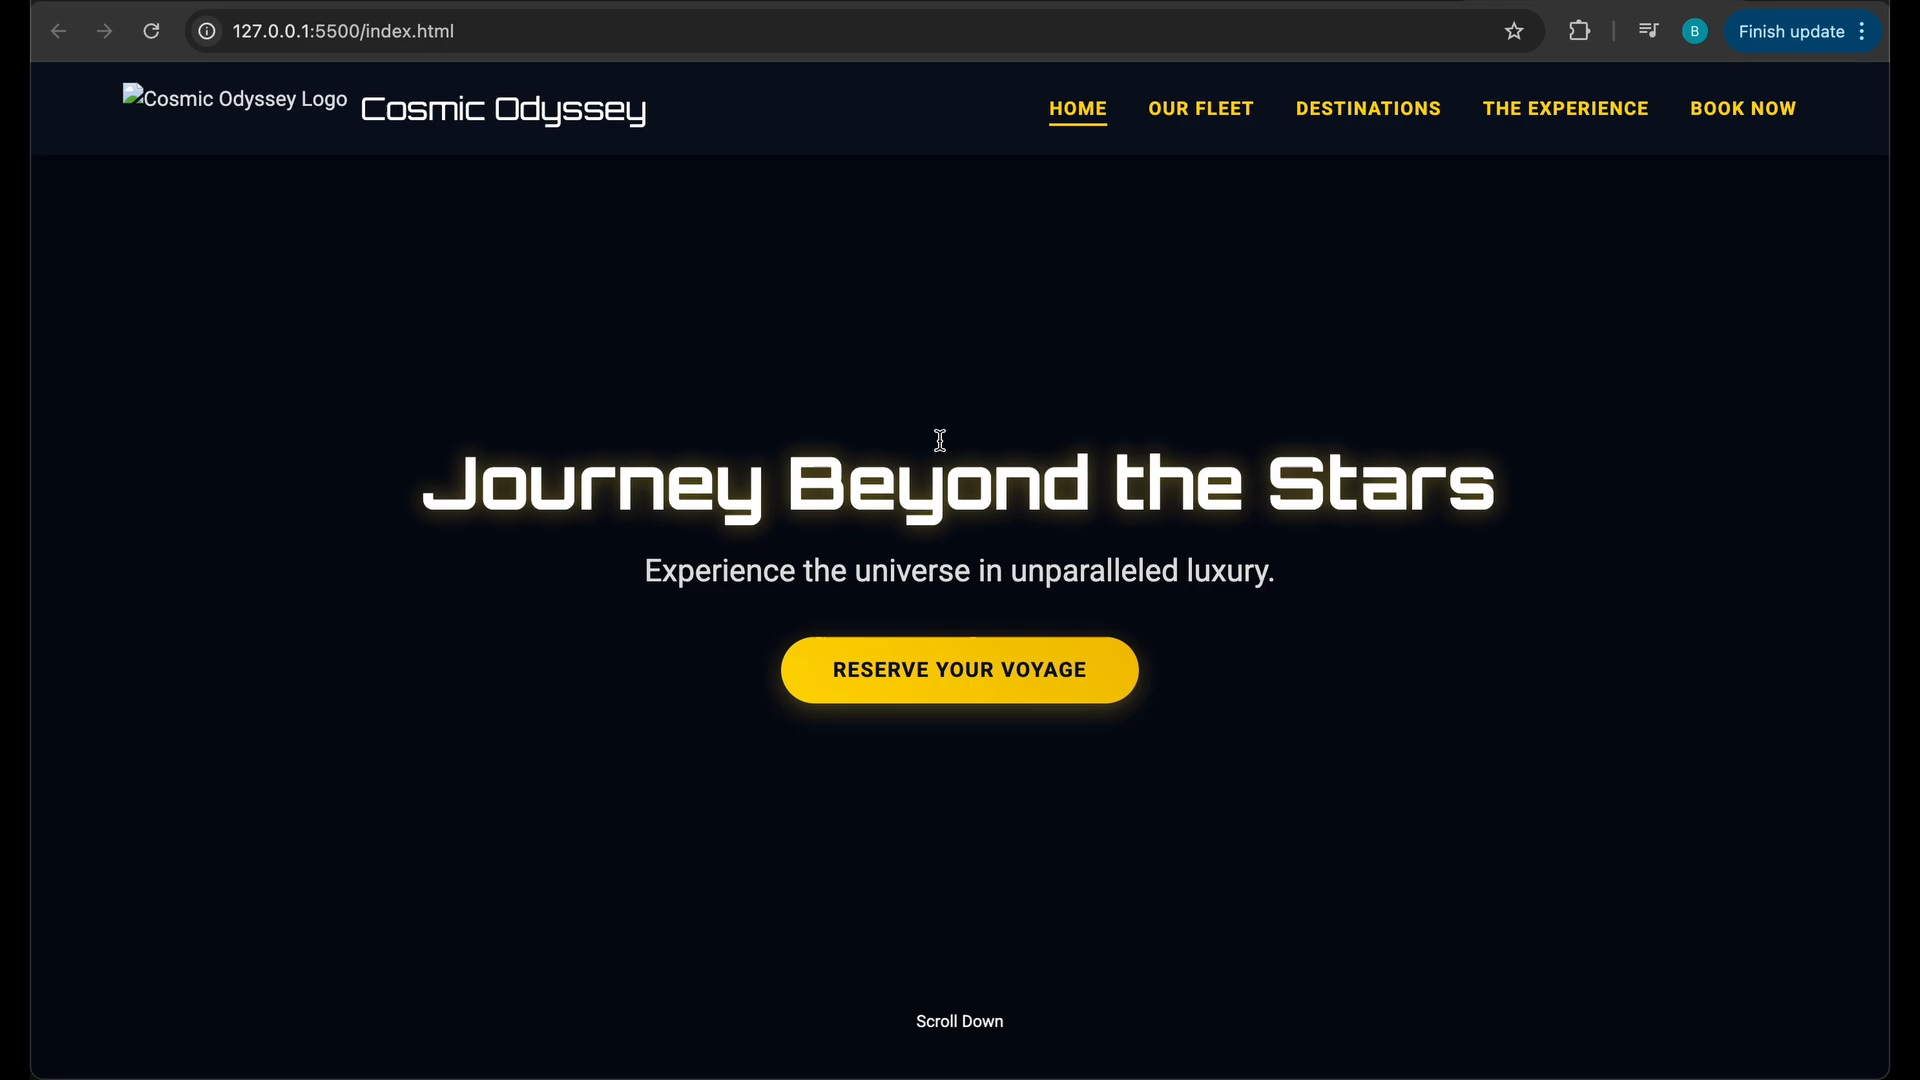 127.0.0.1:5500/index.html
B
Finish update
Cosmic Odyssey Logo
Cosmic Odyssey
HOME
OUR FLEET
DESTINATIONS
THE EXPERIENCE
BOOK NOW
Journey Beyond the Stars
Experience the universe in unparalleled luxury.
RESERVE YOUR VOYAGE
Scroll Down